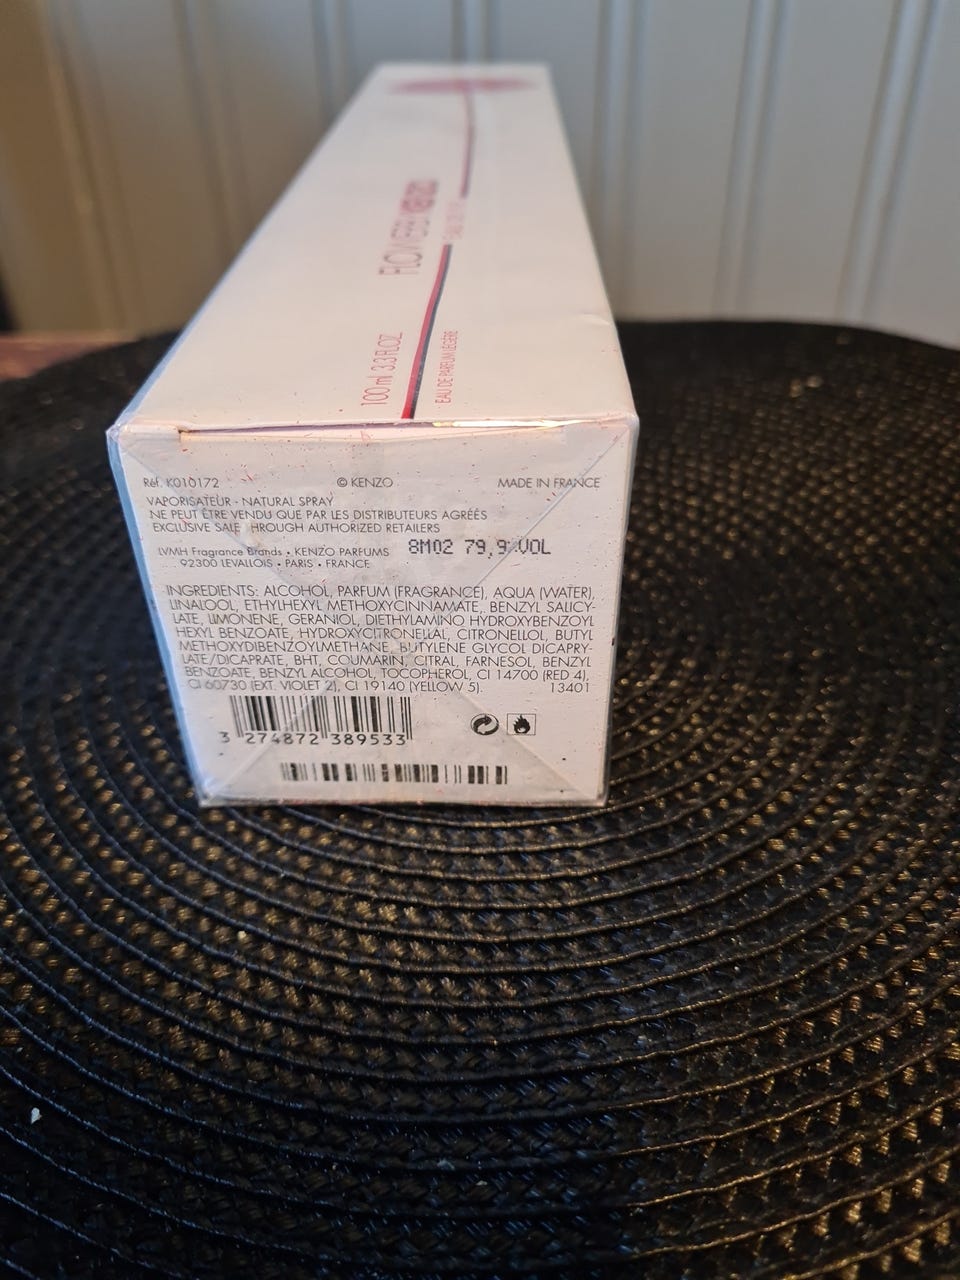 FLOWERBYKENZO
100 ml 3.3 FL.OZ
EAU DE PARFUM LÉGÈRE
Réf. K010172 © KENZO MADE IN FRANCE
VAPORISATEUR - NATURAL SPRAY
NE PEUT ÊTRE VENDU QUE PAR LES DISTRIBUTEURS AGRÉÉS
EXCLUSIVE SALE THROUGH AUTHORIZED RETAILERS
LVMH Fragrance Brands • KENZO PARFUMS 8M02 79,9%VOL
92300 LEVALLOIS • PARIS • FRANCE
INGREDIENTS: ALCOHOL, PARFUM (FRAGRANCE), AQUA (WATER),
LINALOOL, ETHYLHEXYL METHOXYCINNAMATE, BENZYL SALICY-
LATE, LIMONENE, GERANIOL, DIETHYLAMINO HYDROXYBENZOYL
HEXYL BENZOATE, HYDROXYCITRONELLAL, CITRONELLOL, BUTYL
METHOXYDIBENZOYLMETHANE, BUTYLENE GLYCOL DICAPRY-
LATE/DICAPRATE, BHT, COUMARIN, CITRAL, FARNESOL, BENZYL
BENZOATE, BENZYL ALCOHOL, TOCOPHEROL, CI 14700 (RED 4),
CI 60730 (EXT. VIOLET 2), CI 19140 (YELLOW 5). 13401
3 274872 389533